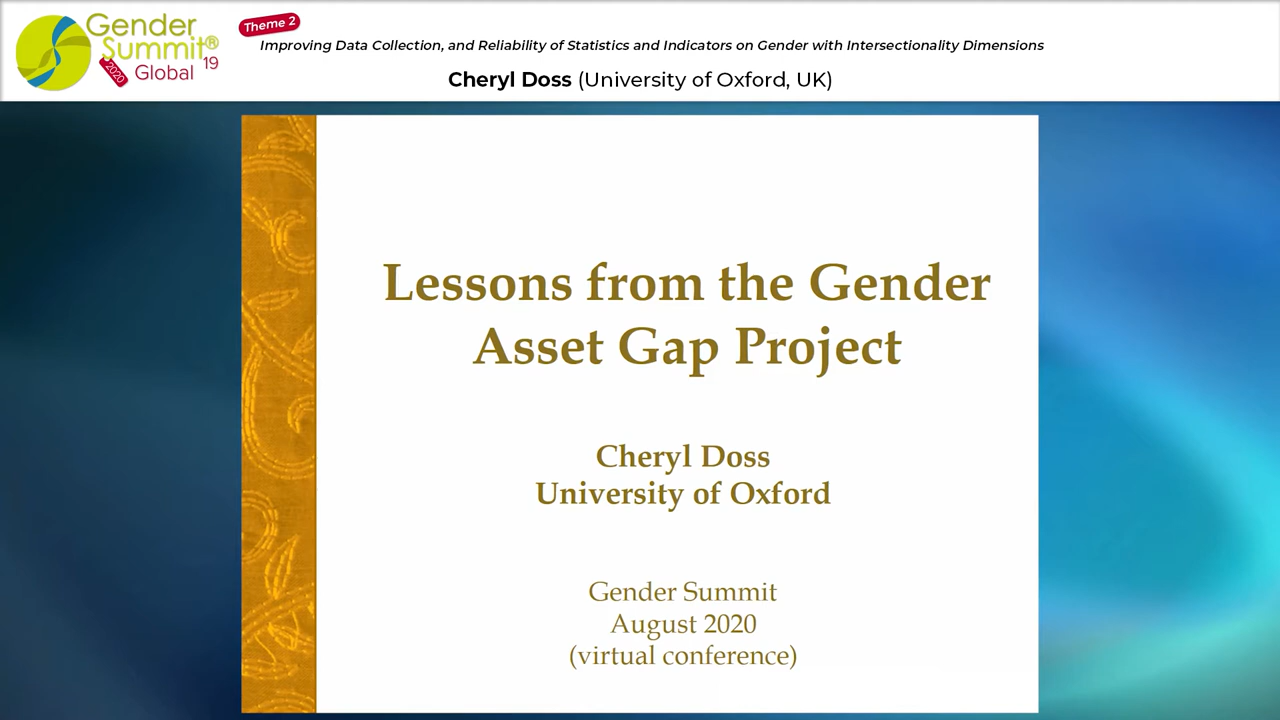 Gender
Summit®
Global
19
2020
Theme 2
Improving Data Collection, and Reliability of Statistics and Indicators on Gender with Intersectionality Dimensions
Cheryl Doss (University of Oxford, UK)
Lessons from the Gender
Asset Gap Project
Cheryl Doss
University of Oxford
Gender Summit
August 2020
(virtual conference)